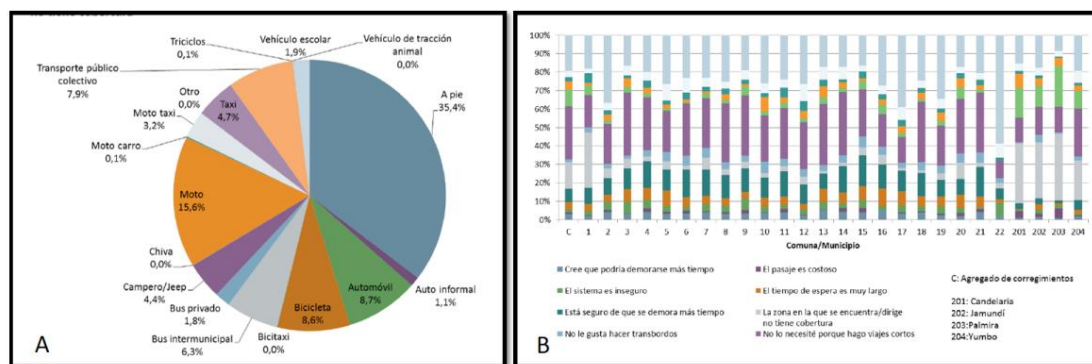 Triciclos
0,1%
Vehículo escolar
1,9%
Vehículo de tracción
animal
0,0%
Transporte público
colectivo
7,9%
A pie
35,4%
Otro
0,0%
Taxi
4,7%
Moto taxi
3,2%
Moto carro
0,1%
Moto
15,6%
Chiva
0,0%
Campero/Jeep
4,4%
Bus privado
1,8%
Bus intermunicipal
6,3%
Bicitaxi
0,0%
Bicicleta
8,6%
Automóvil
8,7%
Auto informal
1,1%
A
100%
90%
80%
70%
60%
50%
40%
30%
20%
10%
0%
C 1 2 3 4 5 6 7 8 9 10 11 12 13 14 15 16 17 18 19 20 21 22 201 202 203 204
Comuna/Municipio
Cree que podría demorarse más tiempo
El pasaje es costoso
El sistema es inseguro
El tiempo de espera es muy largo
Está seguro de que se demora más tiempo
La zona en la que se encuentra/dirige
no tiene cobertura
No le gusta hacer transbordos
No lo necesité porque hago viajes cortos
C: Agregado de corregimientos
201: Candelaria
202: Jamundí
203:Palmira
204:Yumbo
B